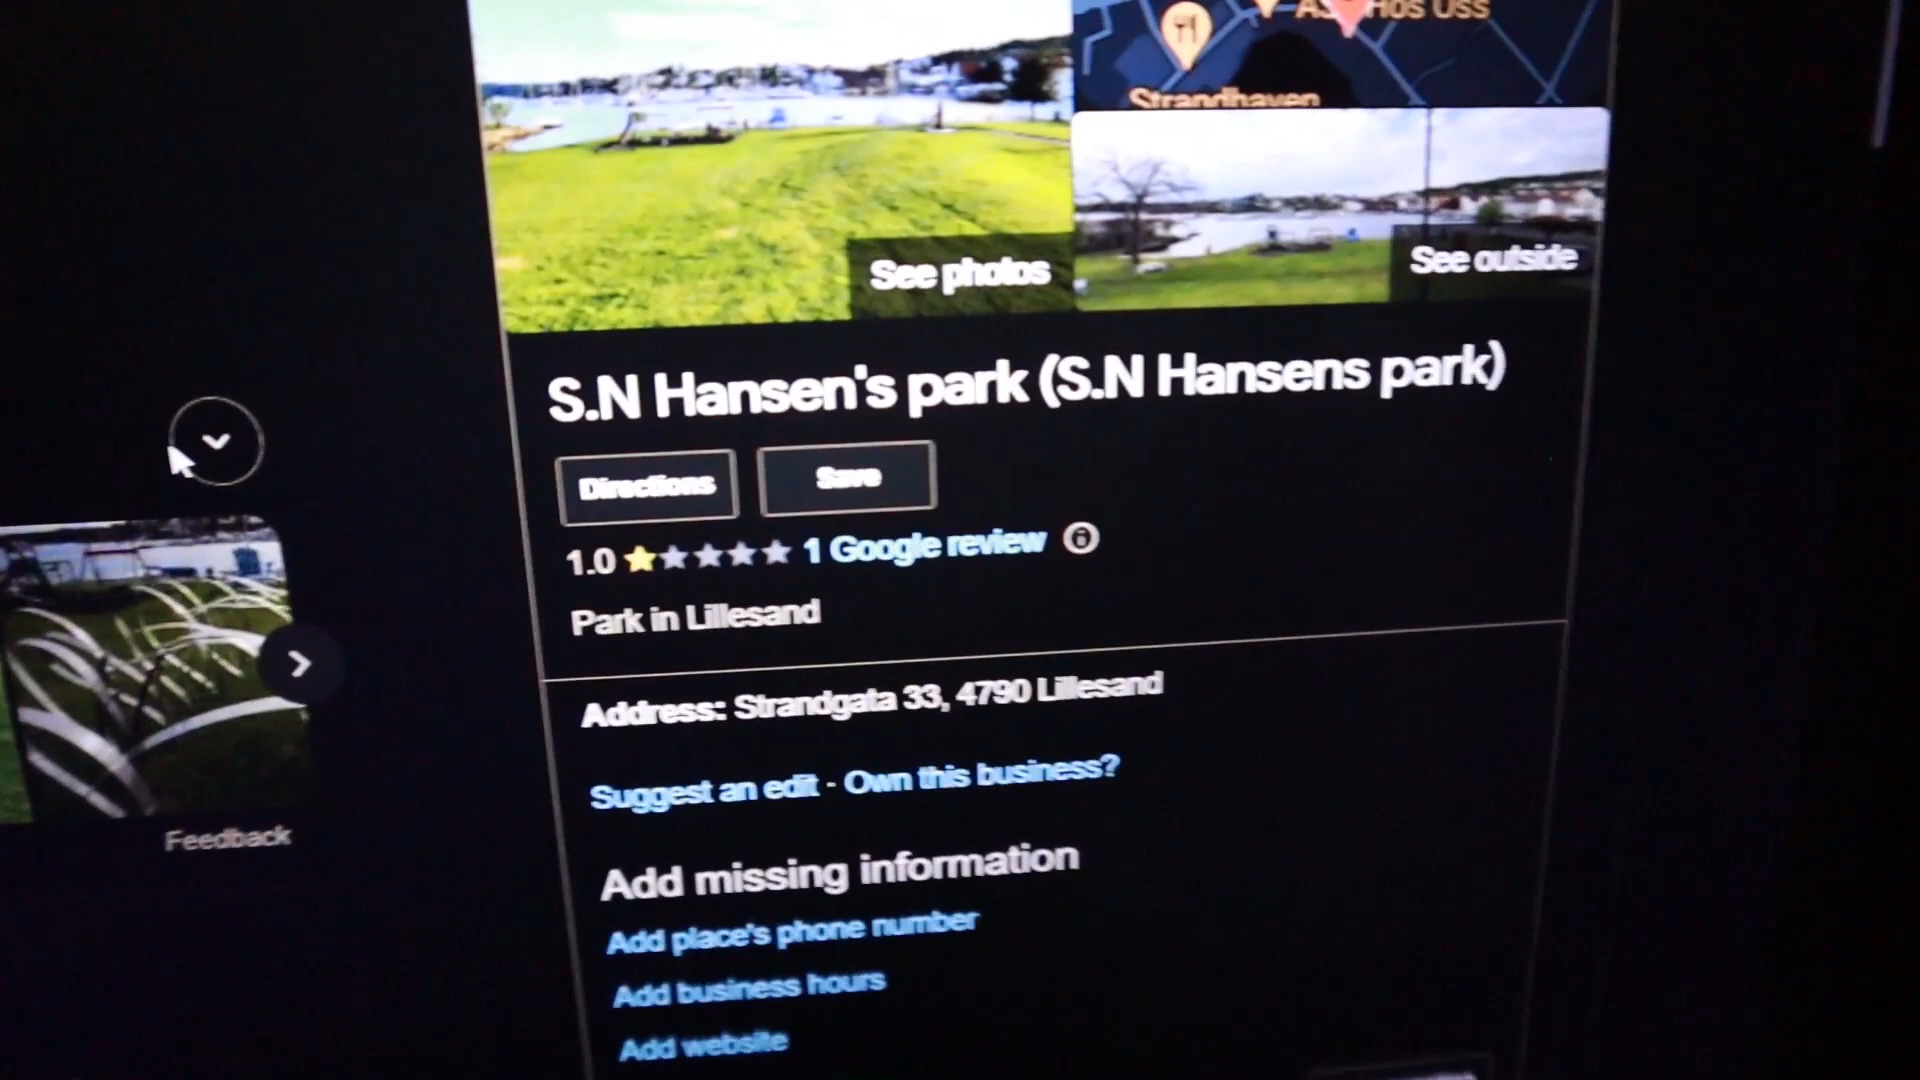 Hos Oss
Strandhaven
See photos
See outside
S.N Hansen's park (S.N Hansens park)
Directions
Save
1.0
1 Google review
Park in Lillesand
Address: Strandgata 33, 4790 Lillesand
Suggest an edit · Own this business?
Feedback
Add missing information
Add place's phone number
Add business hours
Add website